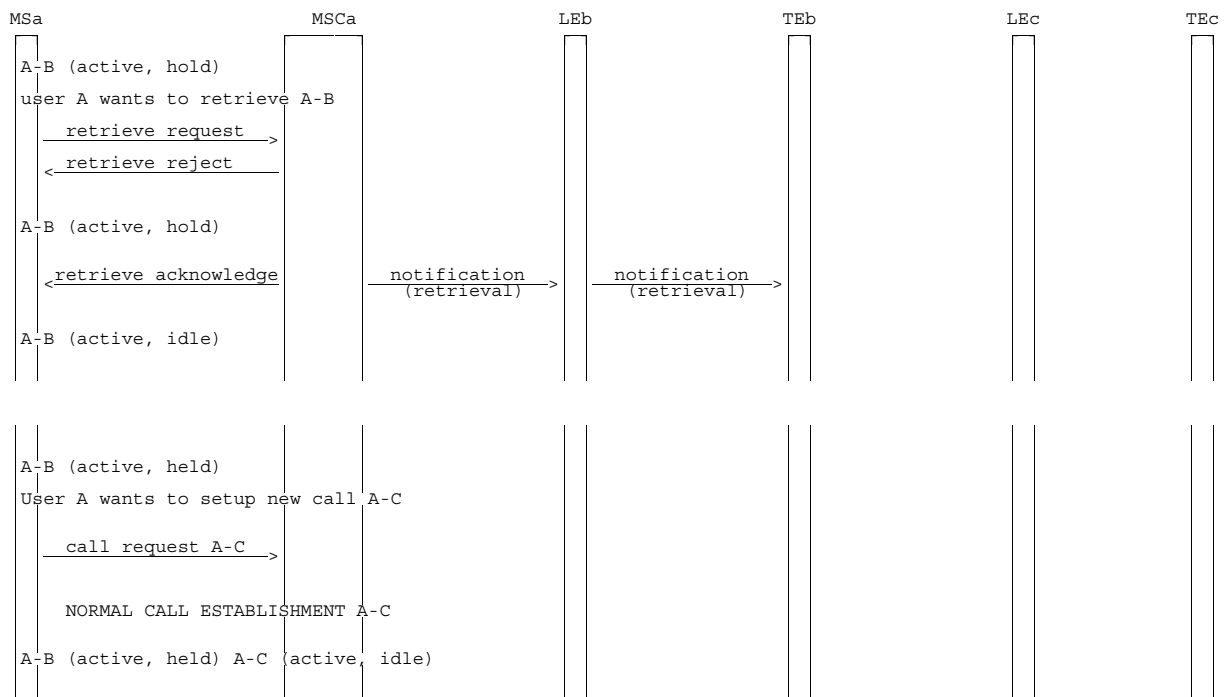 MSa MSCa LEb TEb LEc TEc
A-B (active, hold)
user A wants to retrieve A-B
retrieve request
retrieve reject
A-B (active, hold)
retrieve acknowledge notification notification
(retrieval) (retrieval)
A-B (active, idle)
A-B (active, held)
User A wants to setup new call A-C
call request A-C
NORMAL CALL ESTABLISHMENT A-C
A-B (active, held) A-C (active, idle)